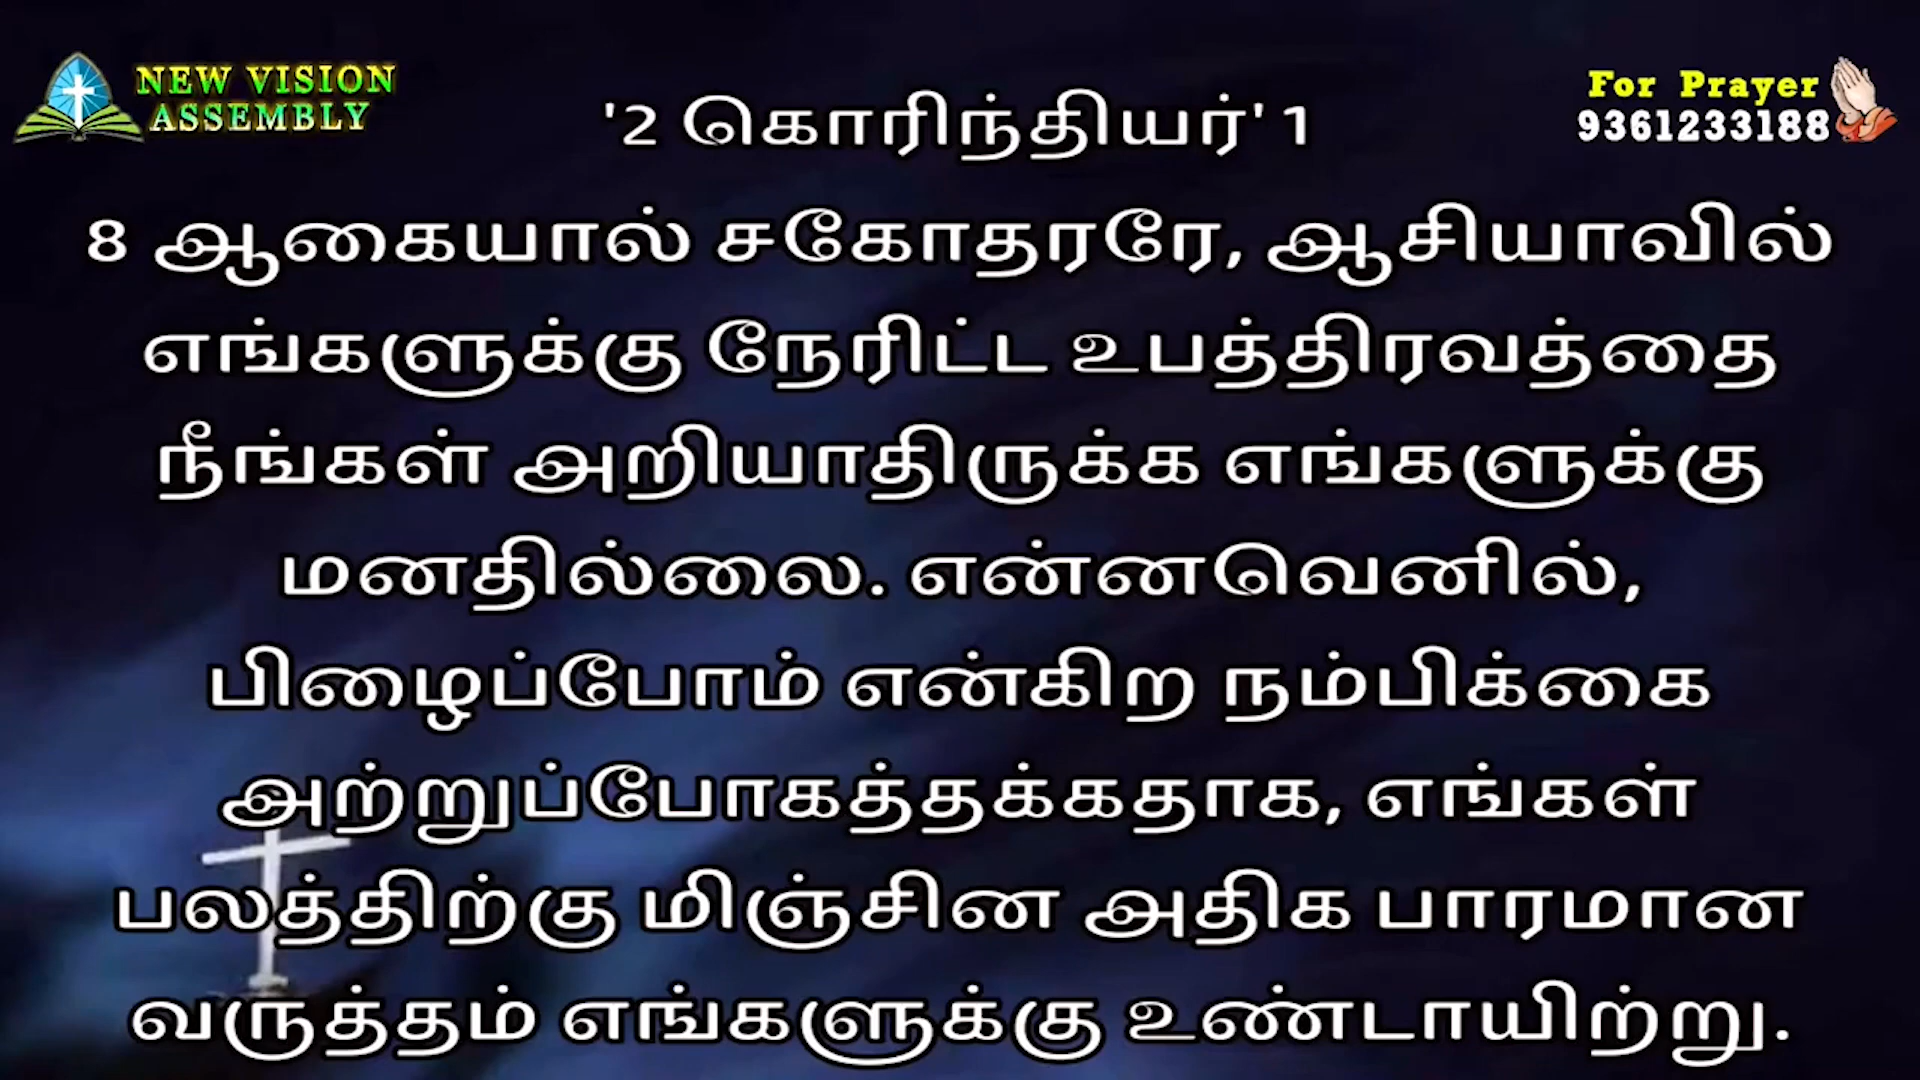 NEW VISION
ASSEMBLY
'2 கொரிந்தியர்' 1
For Prayer
9361233188
8 ஆகையால் சகோதரரே, ஆசியாவில்
எங்களுக்கு நேரிட்ட உபத்திரவத்தை
நீங்கள் அறியாதிருக்க எங்களுக்கு
மனதில்லை. என்னவெனில்,
பிழைப்போம் என்கிற நம்பிக்கை
அற்றுப்போகத்தக்கதாக, எங்கள்
பலத்திற்கு மிஞ்சின அதிக பாரமான
வருத்தம் எங்களுக்கு உண்டாயிற்று.